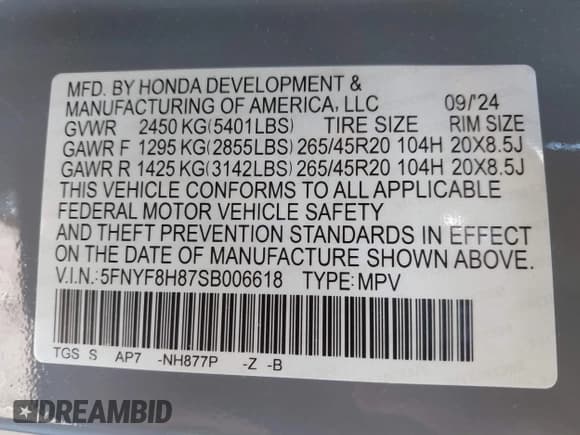 MFD. BY HONDA DEVELOPMENT &
MANUFACTURING OF AMERICA, LLC 09/'24
GVWR 2450 KG(5401LBS) TIRE SIZE RIM SIZE
GAWR F 1295 KG(2855LBS) 265/45R20 104H 20X8.5J
GAWR R 1425 KG(3142LBS) 265/45R20 104H 20X8.5J
THIS VEHICLE CONFORMS TO ALL APPLICABLE
FEDERAL MOTOR VEHICLE SAFETY
AND THEFT PREVENTION STANDARDS IN EFFECT
ON THE DATE OF MANUFACTURE SHOWN ABOVE.
V.I.N.:5FNYF8H87SB006618 TYPE:MPV
TGS S AP7 -NH877P -Z -B
DREAMBID